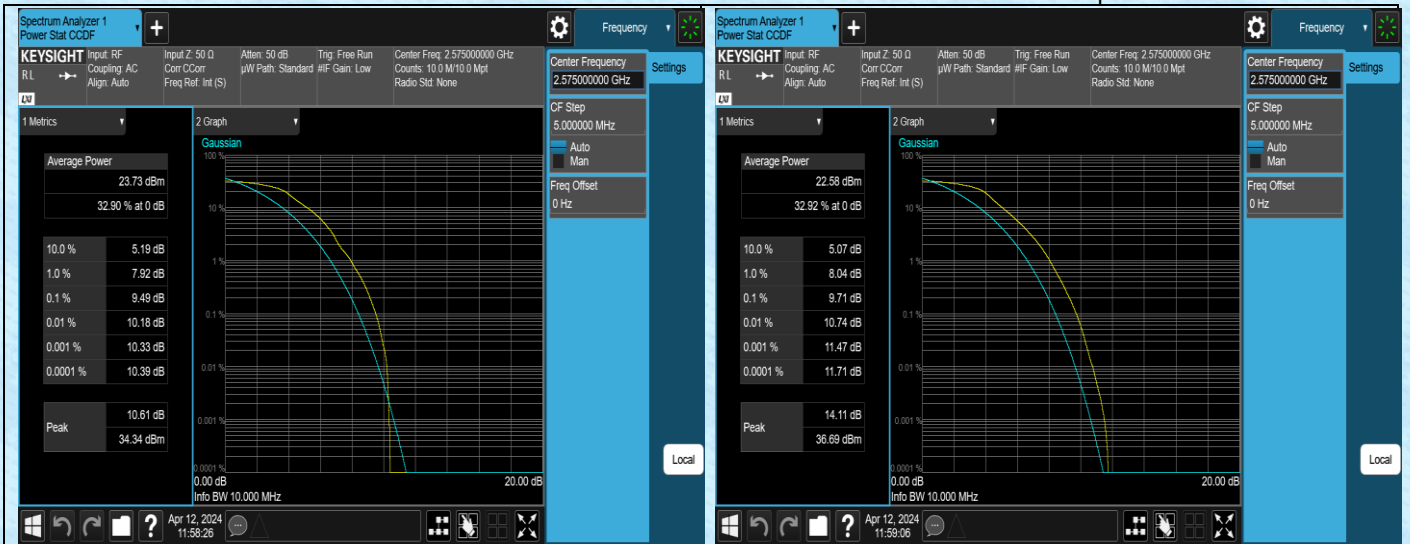 Spectrum Analyzer 1
Power Stat CCDF
+
Frequency
KEYSIGHT
RL
LXI
Input: RF
Coupling: AC
Align: Auto
Input Z: 50 Ω
Corr CCorr
Freq Ref: Int (S)
Atten: 50 dB
µW Path: Standard
Trig: Free Run
#IF Gain: Low
Center Freq: 2.575000000 GHz
Counts: 10.0 M/10.0 Mpt
Radio Std: None
Center Frequency
2.575000000 GHz
Settings
CF Step
5.000000 MHz
Auto
Man
Freq Offset
0 Hz
1 Metrics
Average Power
23.73 dBm
32.90 % at 0 dB
10.0 % 5.19 dB
1.0 % 7.92 dB
0.1 % 9.49 dB
0.01 % 10.18 dB
0.001 % 10.33 dB
0.0001 % 10.39 dB
Peak
10.61 dB
34.34 dBm
2 Graph
Gaussian
100 %
10 %
1 %
0.1 %
0.01 %
0.001 %
0.0001 %
0.00 dB 20.00 dB
Info BW 10.000 MHz
Local
?
Apr 12, 2024
11:58:26
Spectrum Analyzer 1
Power Stat CCDF
+
Frequency
KEYSIGHT
RL
LXI
Input: RF
Coupling: AC
Align: Auto
Input Z: 50 Ω
Corr CCorr
Freq Ref: Int (S)
Atten: 50 dB
µW Path: Standard
Trig: Free Run
#IF Gain: Low
Center Freq: 2.575000000 GHz
Counts: 10.0 M/10.0 Mpt
Radio Std: None
Center Frequency
2.575000000 GHz
Settings
CF Step
5.000000 MHz
Auto
Man
Freq Offset
0 Hz
1 Metrics
Average Power
22.58 dBm
32.92 % at 0 dB
10.0 % 5.07 dB
1.0 % 8.04 dB
0.1 % 9.71 dB
0.01 % 10.74 dB
0.001 % 11.47 dB
0.0001 % 11.71 dB
Peak
14.11 dB
36.69 dBm
2 Graph
Gaussian
100 %
10 %
1 %
0.1 %
0.01 %
0.001 %
0.0001 %
0.00 dB 20.00 dB
Info BW 10.000 MHz
Local
?
Apr 12, 2024
11:59:06